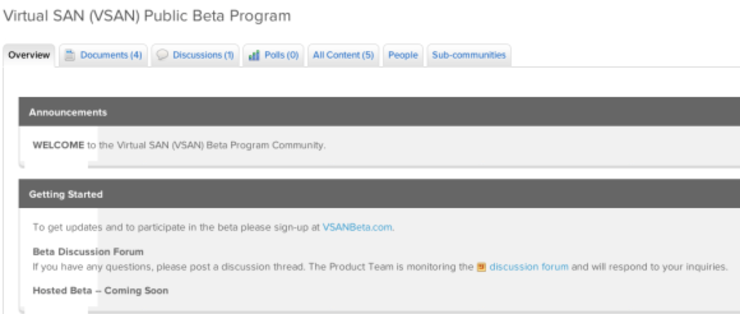 Virtual SAN (VSAN) Public Beta Program
Overview Documents (4) Discussions (1) Polls (0) All Content (5) People Sub-communities
Announcements
WELCOME to the Virtual SAN (VSAN) Beta Program Community.
Getting Started
To get updates and to participate in the beta please sign-up at VSANBeta.com.
Beta Discussion Forum
If you have any questions, please post a discussion thread. The Product Team is monitoring the discussion forum and will respond to your inquiries.
Hosted Beta – Coming Soon